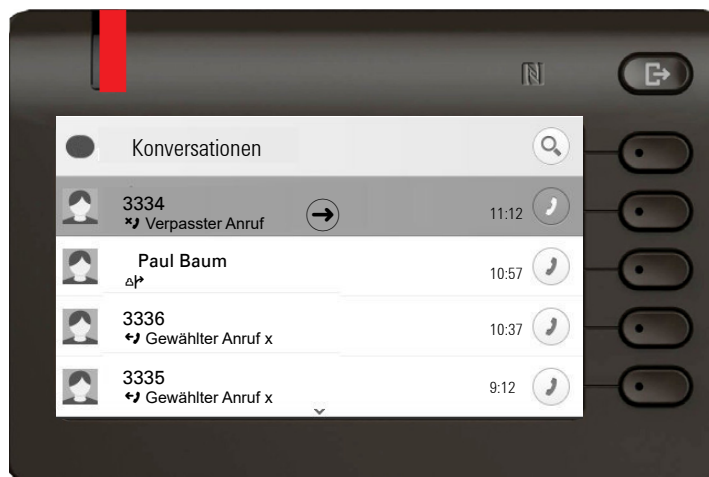 Konversationen
3334
Verpasster Anruf
11:12
Paul Baum
10:57
3336
Gewählter Anruf x
10:37
3335
Gewählter Anruf x
9:12